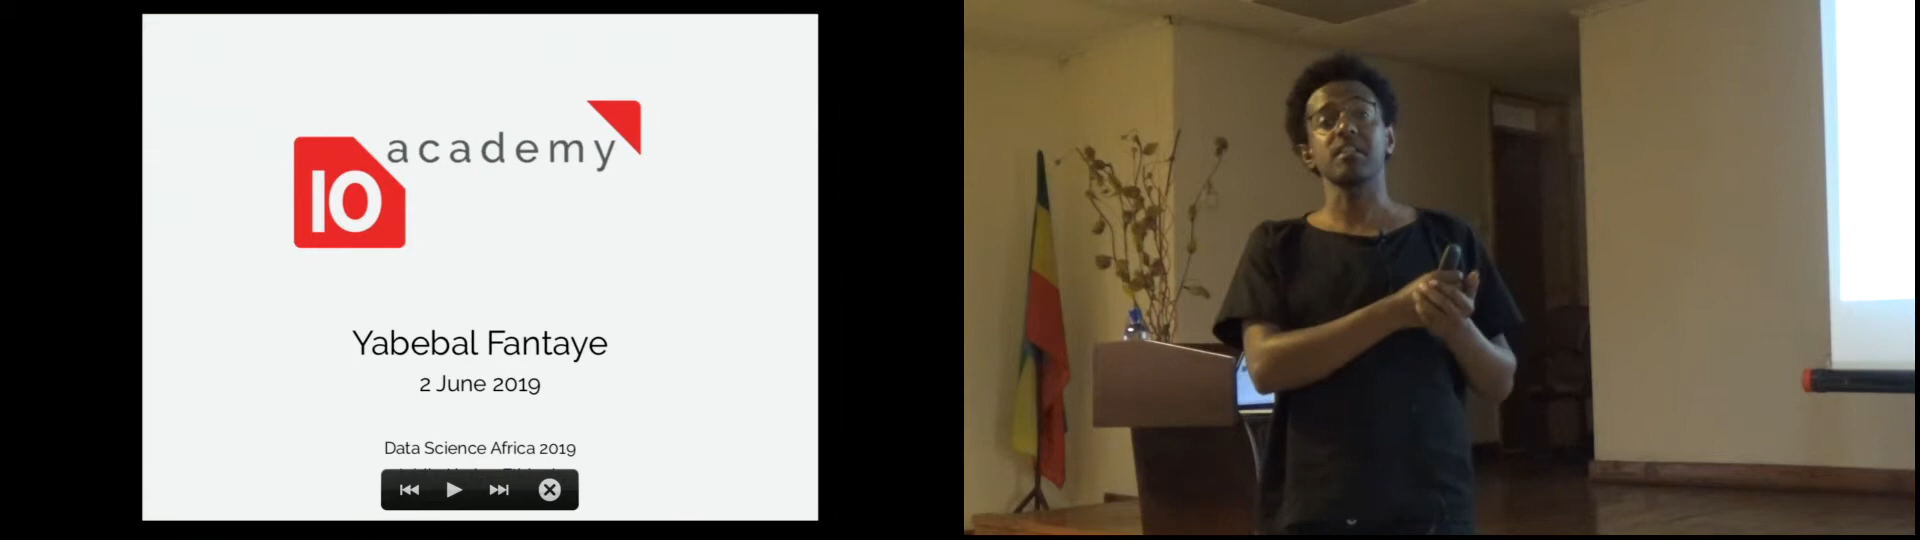 10 academy
Yabebal Fantaye
2 June 2019
Data Science Africa 2019